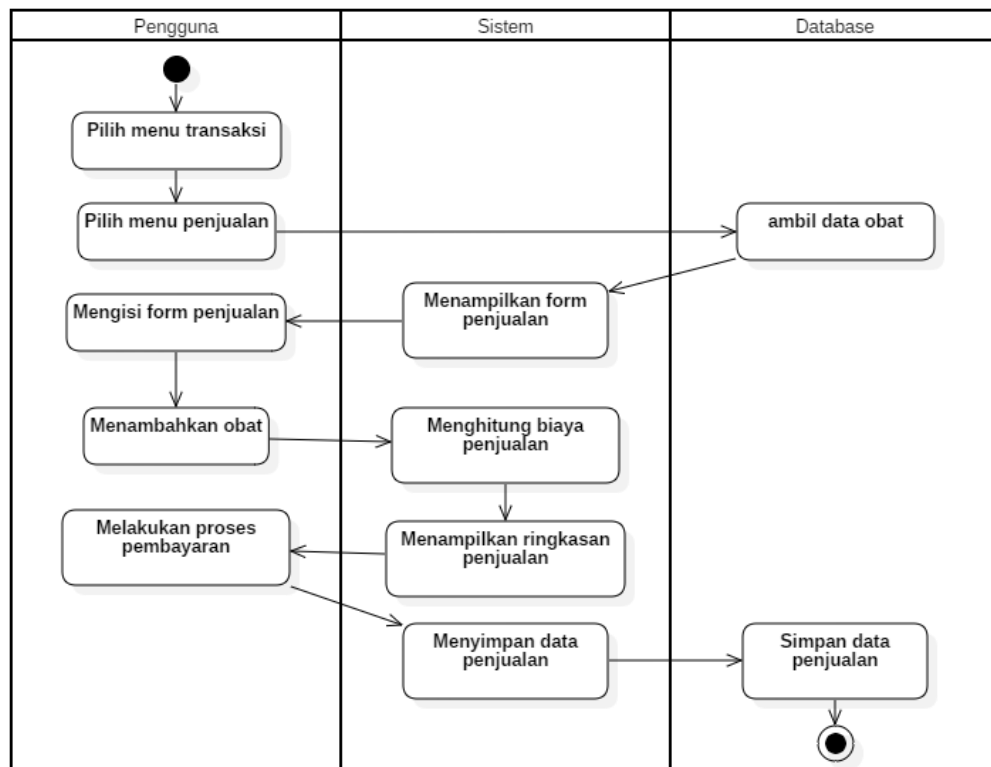 Pengguna
Sistem
Database
Pilih menu transaksi
Pilih menu penjualan
ambil data obat
Menampilkan form
penjualan
Mengisi form penjualan
Menambahkan obat
Menghitung biaya
penjualan
Menampilkan ringkasan
penjualan
Melakukan proses
pembayaran
Menyimpan data
penjualan
Simpan data
penjualan